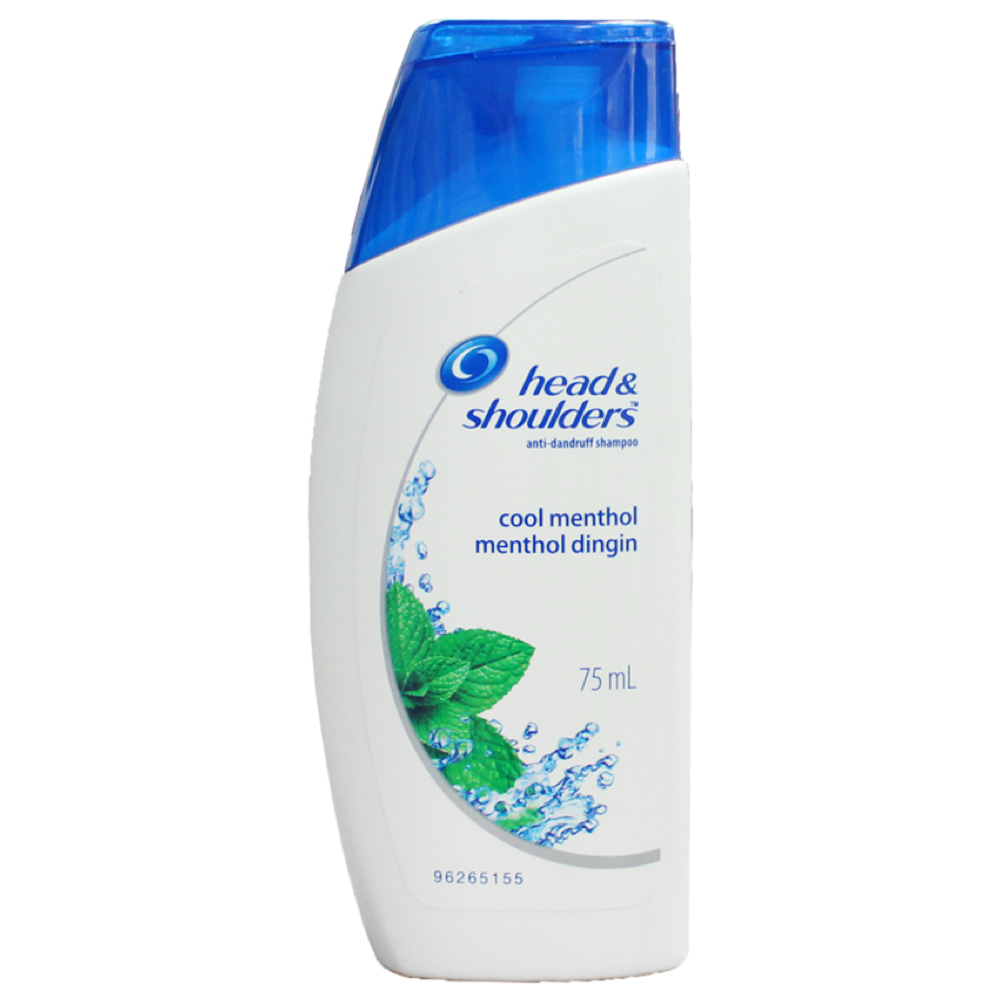 head &
shoulders™
anti-dandruff shampoo
cool menthol
menthol dingin
75 mL
96265155